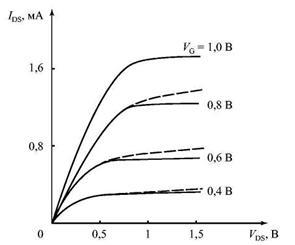 I_DS, мА
V_G = 1,0 В
1,6
0,8 В
0,8
0,6 В
0,4 В
0
0,5
1
1,5
V_DS, В